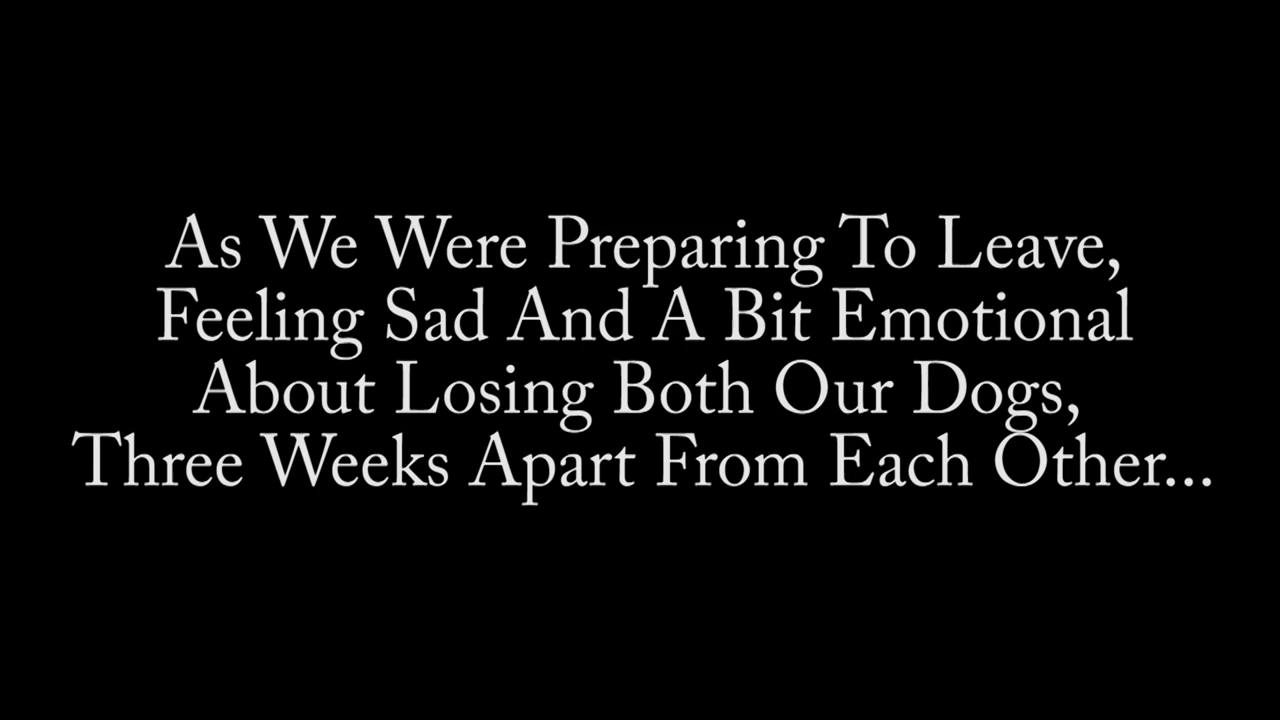 As We Were Preparing To Leave,
Feeling Sad And A Bit Emotional
About Losing Both Our Dogs,
Three Weeks Apart From Each Other...